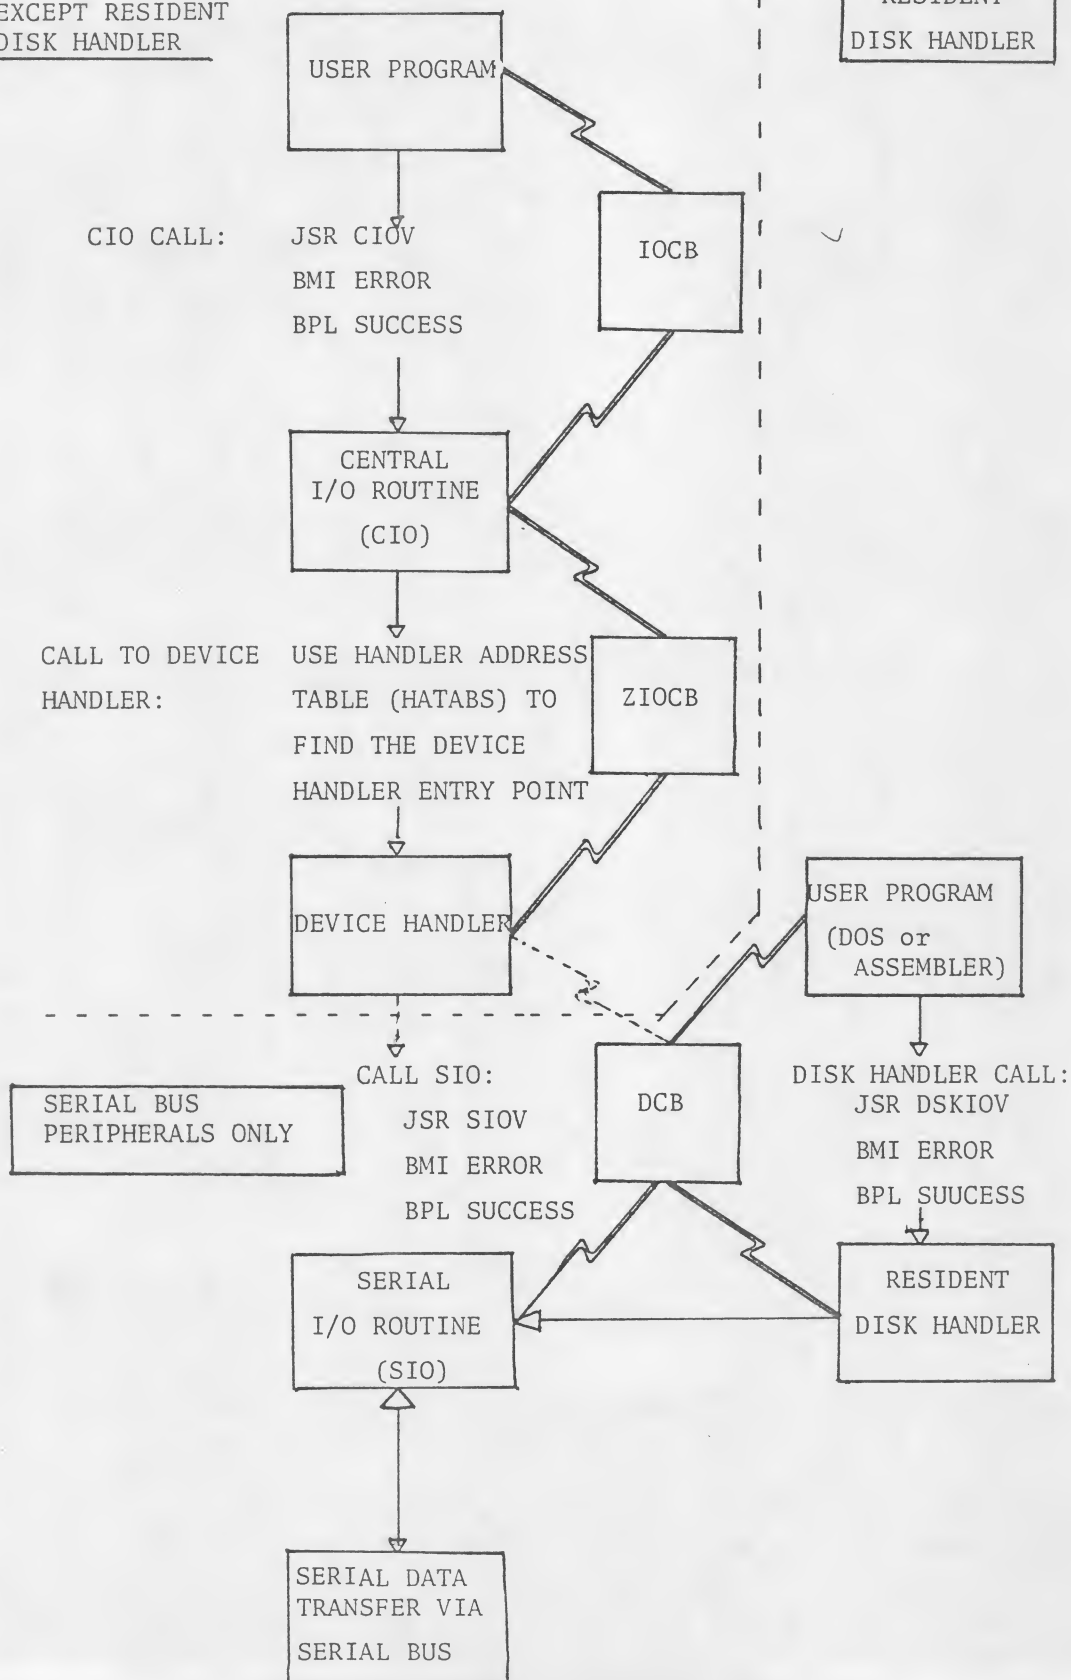 EXCEPT RESIDENT
DISK HANDLER
RESIDENT
DISK HANDLER
USER PROGRAM
IOCB
CIO CALL: JSR CIOV
BMI ERROR
BPL SUCCESS
CENTRAL
I/O ROUTINE
(CIO)
CALL TO DEVICE
HANDLER:
USE HANDLER ADDRESS
TABLE (HATABS) TO
FIND THE DEVICE
HANDLER ENTRY POINT
ZIOCB
DEVICE HANDLER
USER PROGRAM
(DOS or
ASSEMBLER)
SERIAL BUS
PERIPHERALS ONLY
CALL SIO:
JSR SIOV
BMI ERROR
BPL SUCCESS
DCB
DISK HANDLER CALL:
JSR DSKIOV
BMI ERROR
BPL SUUCESS
SERIAL
I/O ROUTINE
(SIO)
RESIDENT
DISK HANDLER
SERIAL DATA
TRANSFER VIA
SERIAL BUS